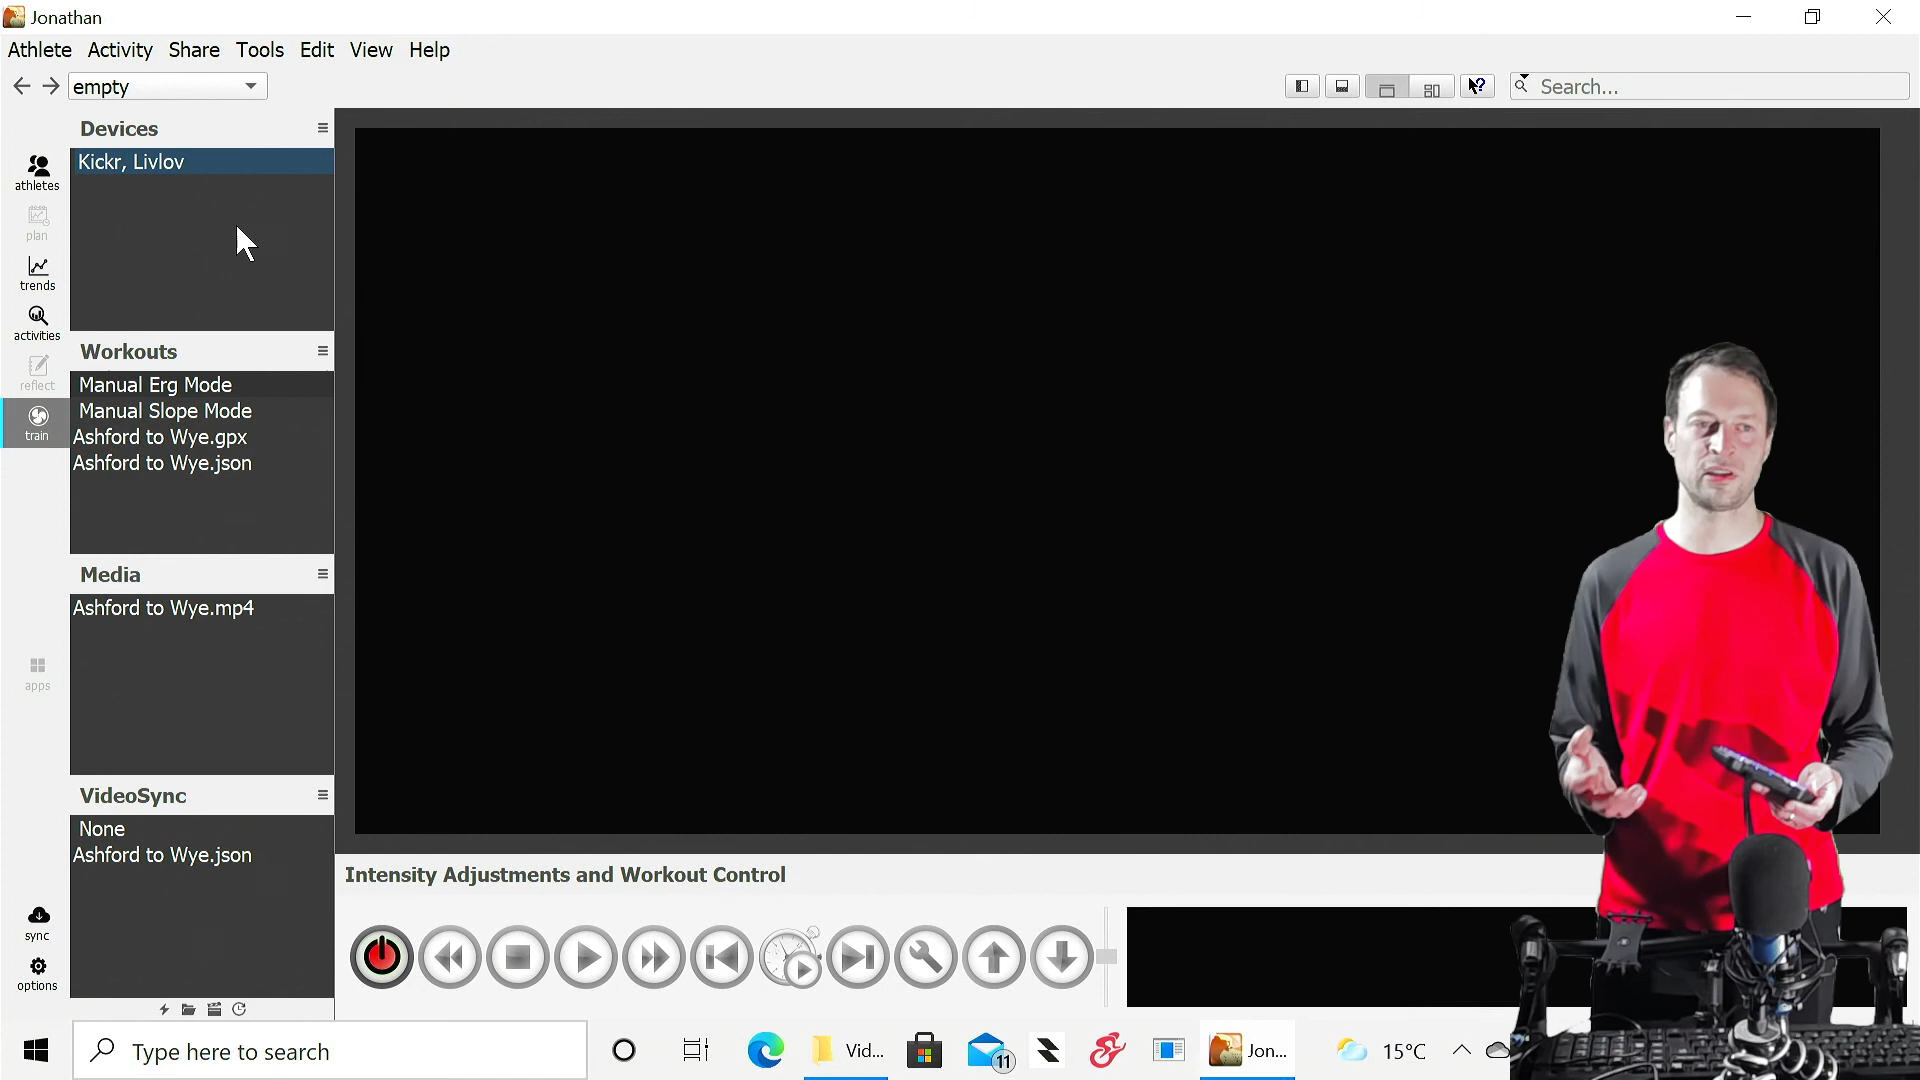 Jonathan
Athlete Activity Share Tools Edit View Help
empty
Search...
Devices
Kickr, Livlov
athletes
plan
trends
activities
reflect
train
apps
sync
options
Workouts
Manual Erg Mode
Manual Slope Mode
Ashford to Wye.gpx
Ashford to Wye.json
Media
Ashford to Wye.mp4
VideoSync
None
Ashford to Wye.json
Intensity Adjustments and Workout Control
Type here to search
Vid...
11
Jon...
15°C